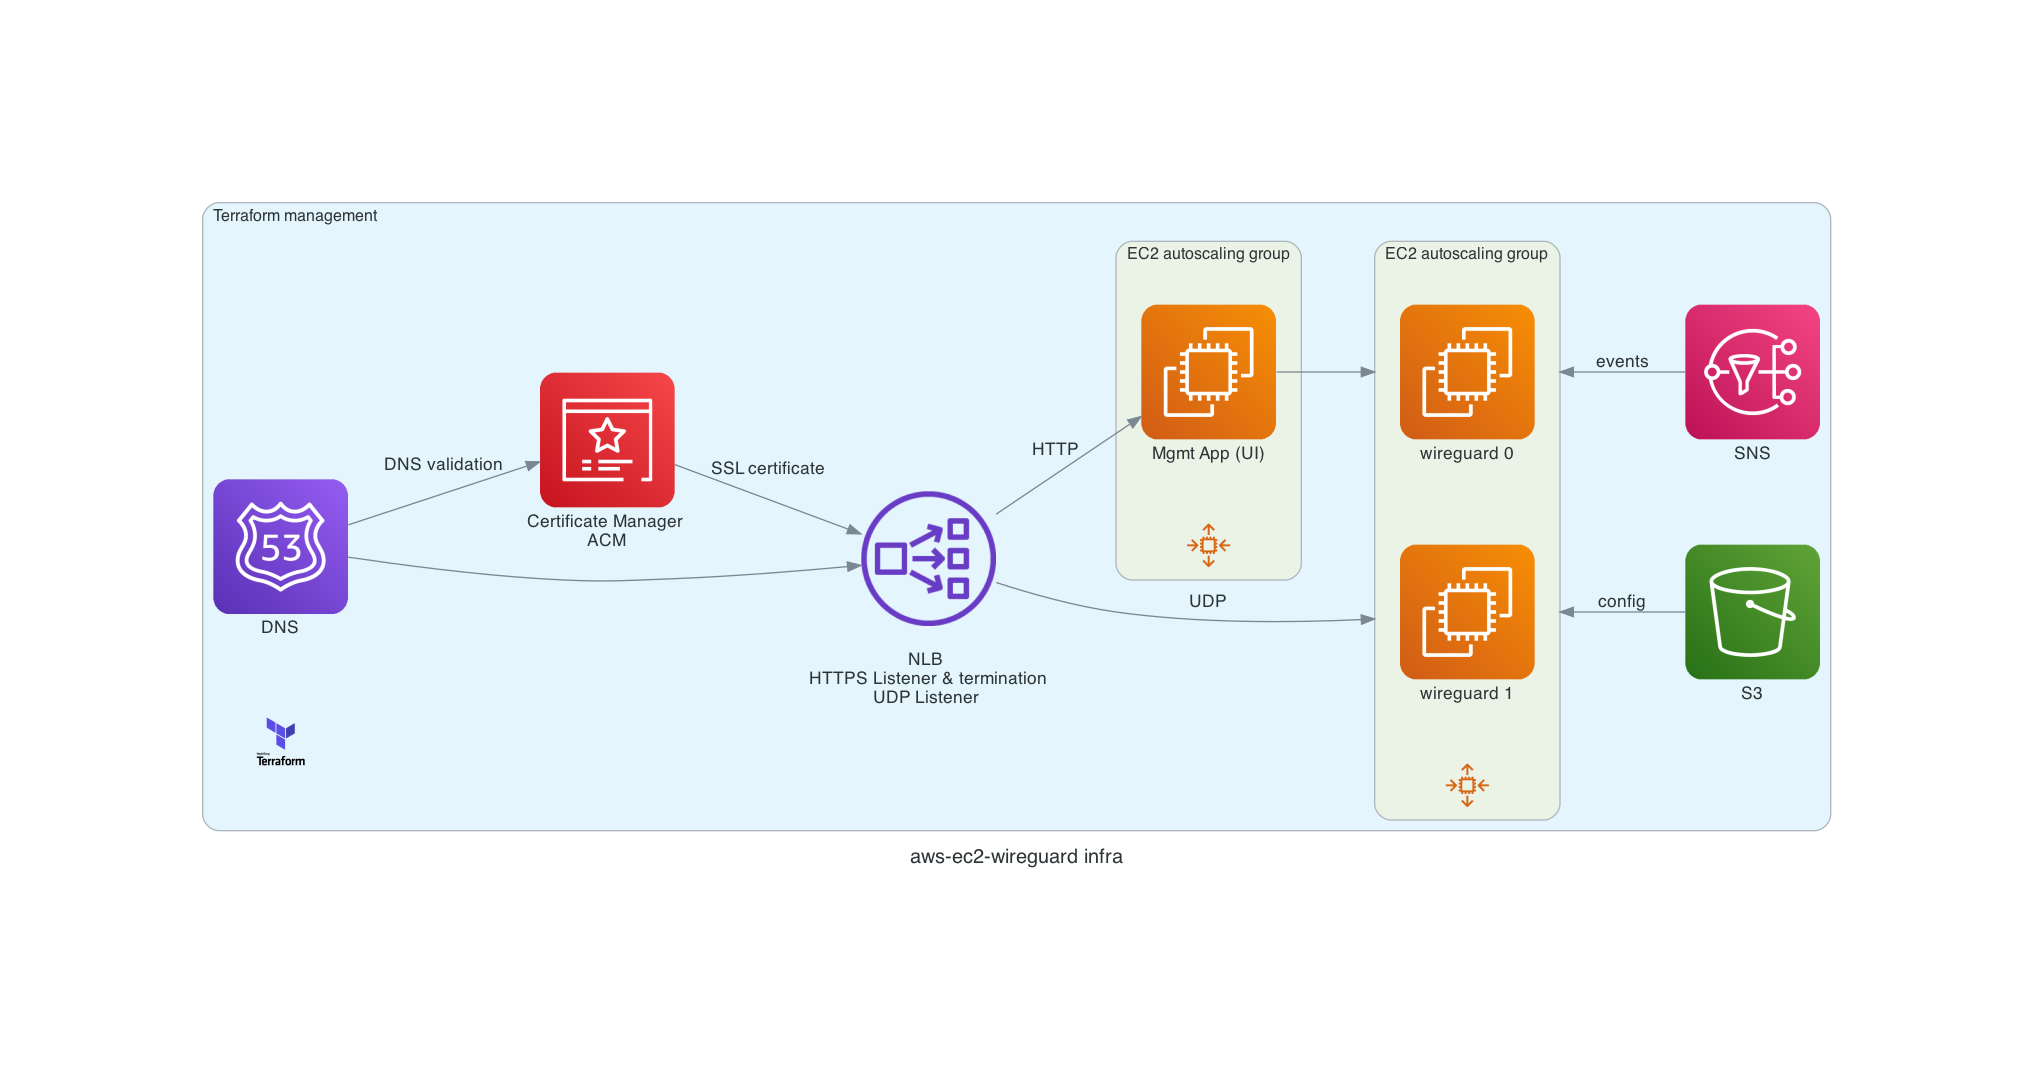 Terraform management
EC2 autoscaling group
EC2 autoscaling group
Mgmt App (UI)
wireguard 0
events
SNS
HTTP
DNS validation
SSL certificate
Certificate Manager
ACM
53
DNS
UDP
config
wireguard 1
S3
NLB
HTTPS Listener & termination
UDP Listener
Terraform
aws-ec2-wireguard infra